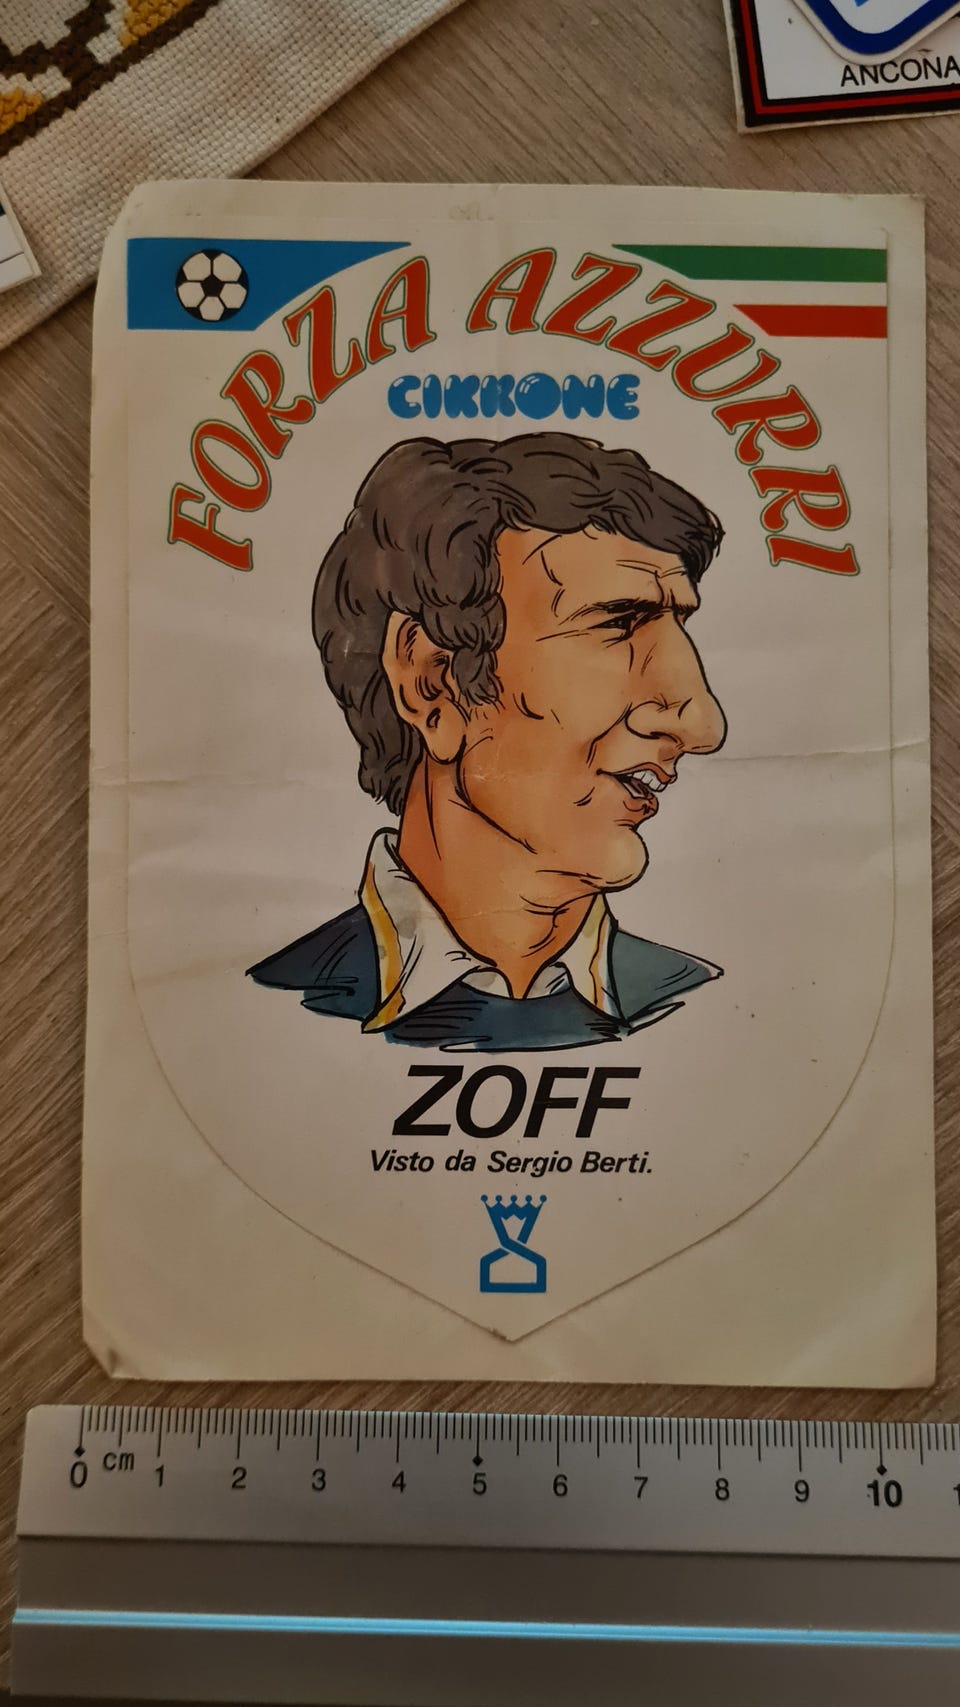 ANCONA
FORZA AZZURRI
CIKKONE
ZOFF
Visto da Sergio Berti.
0 cm 1 2 3 4 5 6 7 8 9 10